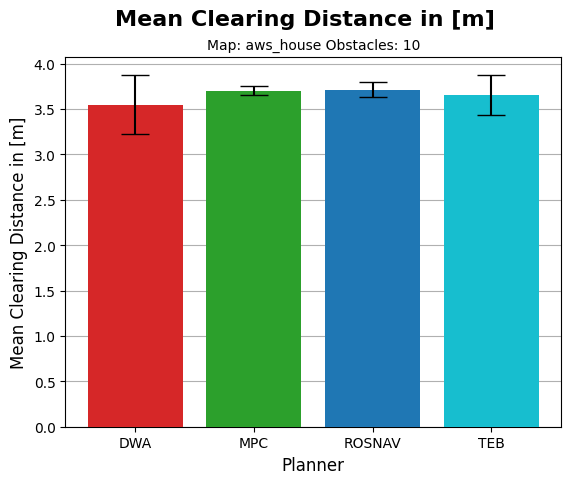 Mean Clearing Distance in [m]
Map: aws_house Obstacles: 10
Mean Clearing Distance in [m]
4.0
3.5
3.0
2.5
2.0
1.5
1.0
0.5
0.0
DWA MPC ROSNAV TEB
Planner